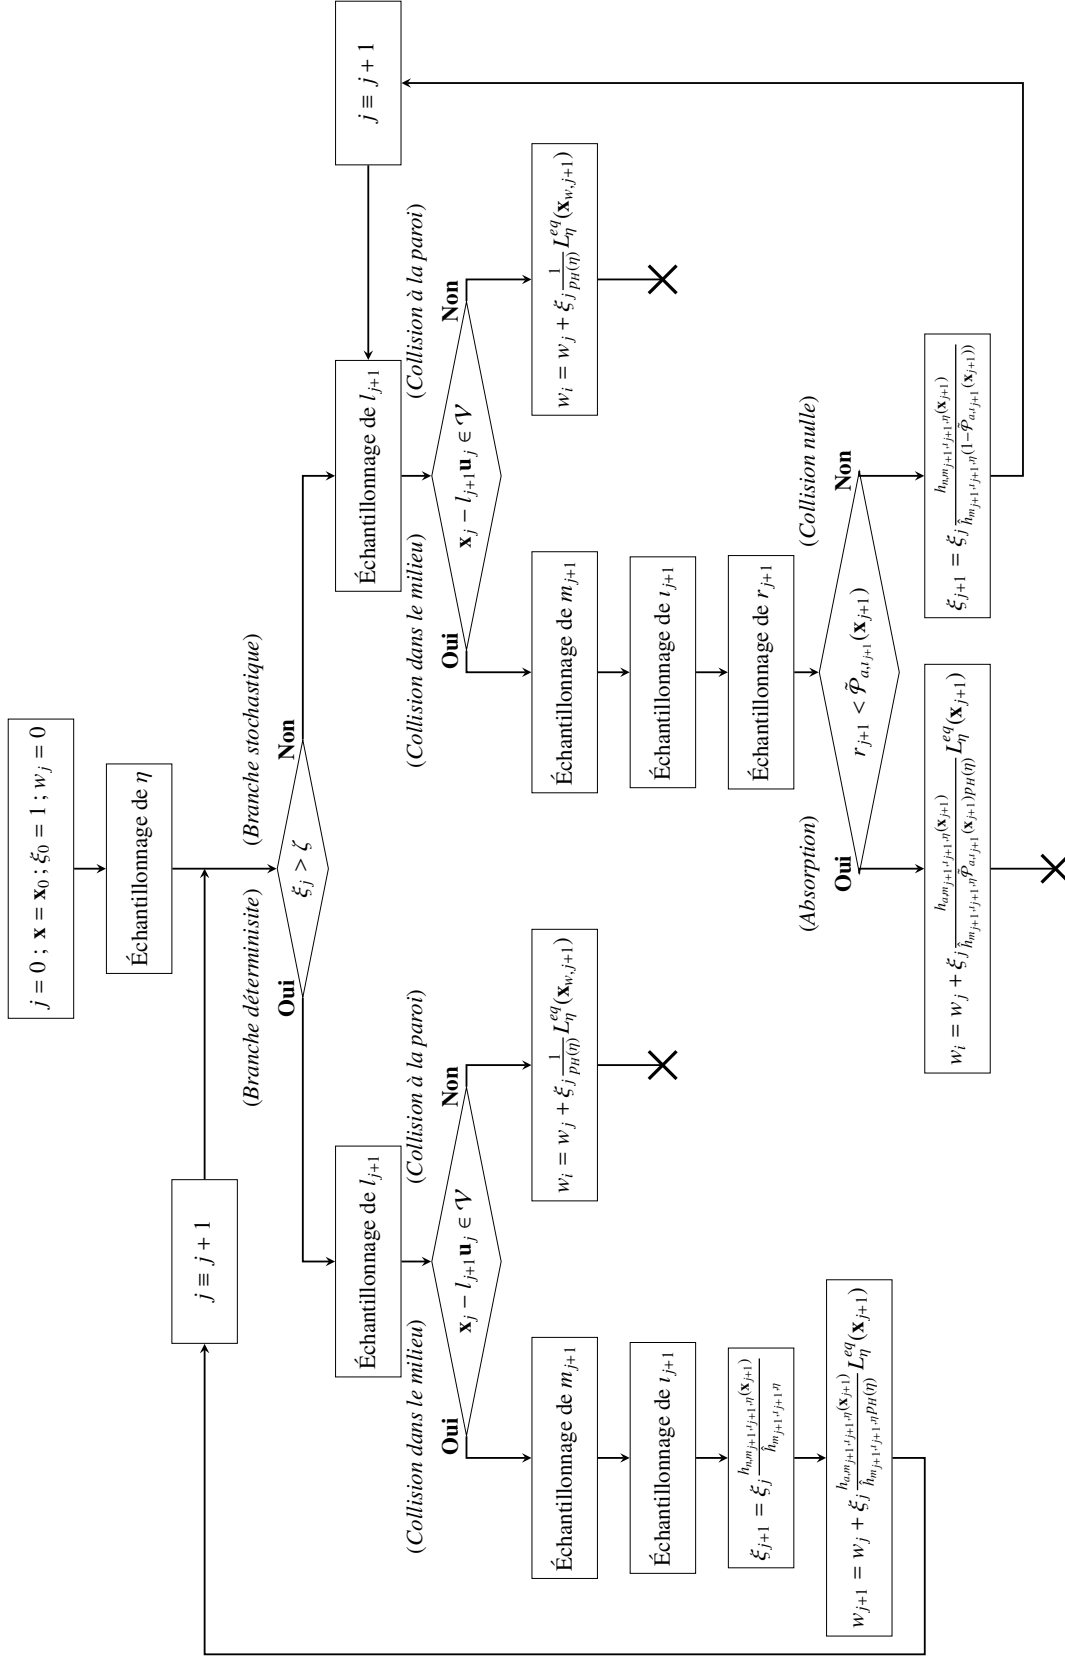 j = 0 ; x = x_0 ; ξ_0 = 1 ; w_j = 0
Échantillonnage de η
j ≡ j + 1
(Branche déterminisite)
(Branche stochastique)
Oui
ξ_j > ζ
Non
Échantillonnage de l_{j+1}
(Collision dans le milieu)
(Collision à la paroi)
Oui
x_j − l_{j+1}u_j ∈ 𝒱
Non
Échantillonnage de m_{j+1}
Échantillonnage de ι_{j+1}
ξ_{j+1} = ξ_j \frac{h_{n,m_{j+1},ι_{j+1},η}(x_{j+1})}{ĥ_{m_{j+1},ι_{j+1},η}}
w_{j+1} = w_j + ξ_j \frac{h_{a,m_{j+1},ι_{j+1},η}(x_{j+1})}{ĥ_{m_{j+1},ι_{j+1},η} p_H(η)} L_η^{eq}(x_{j+1})
w_i = w_j + ξ_j \frac{1}{p_H(η)} L_η^{eq}(x_{w,j+1})
j ≡ j + 1
Échantillonnage de l_{j+1}
(Collision dans le milieu)
(Collision à la paroi)
Oui
x_j − l_{j+1}u_j ∈ 𝒱
Non
Échantillonnage de m_{j+1}
Échantillonnage de ι_{j+1}
Échantillonnage de r_{j+1}
w_i = w_j + ξ_j \frac{1}{p_H(η)} L_η^{eq}(x_{w,j+1})
(Absorption)
(Collision nulle)
Oui
r_{j+1} < 𝒫̃_{a,ι_{j+1}}(x_{j+1})
Non
w_i = w_j + ξ_j \frac{h_{a,m_{j+1},ι_{j+1},η}(x_{j+1})}{ĥ_{m_{j+1},ι_{j+1},η} 𝒫̃_{a,ι_{j+1}}(x_{j+1}) p_H(η)} L_η^{eq}(x_{j+1})
ξ_{j+1} = ξ_j \frac{h_{n,m_{j+1},ι_{j+1},η}(x_{j+1})}{ĥ_{m_{j+1},ι_{j+1},η}(1−𝒫̃_{a,ι_{j+1}}(x_{j+1}))}